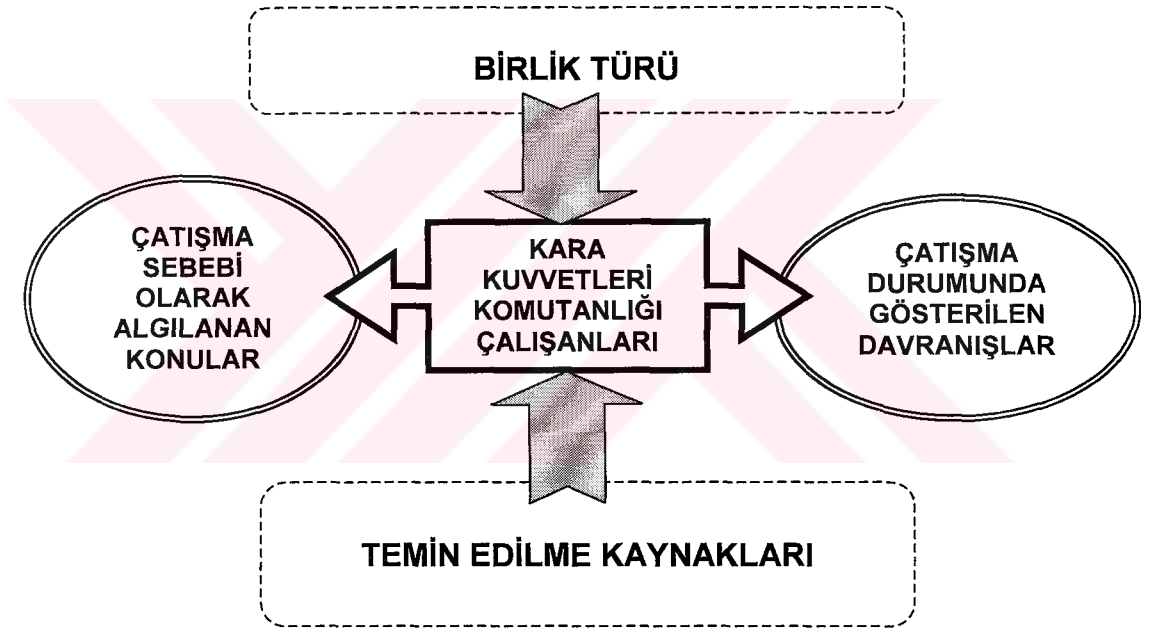 BİRLİK TÜRÜ
ÇATIŞMA
SEBEBİ
OLARAK
ALGILANAN
KONULAR
KARA
KUVVETLERİ
KOMUTANLIĞI
ÇALIŞANLARI
ÇATIŞMA
DURUMUNDA
GÖSTERİLEN
DAVRANIŞLAR
TEMİN EDİLME KAYNAKLARI